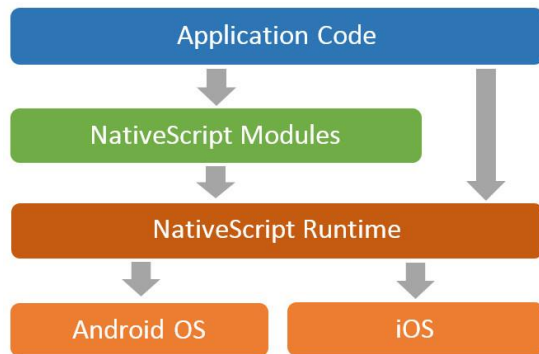 Application Code
NativeScript Modules
NativeScript Runtime
Android OS
iOS